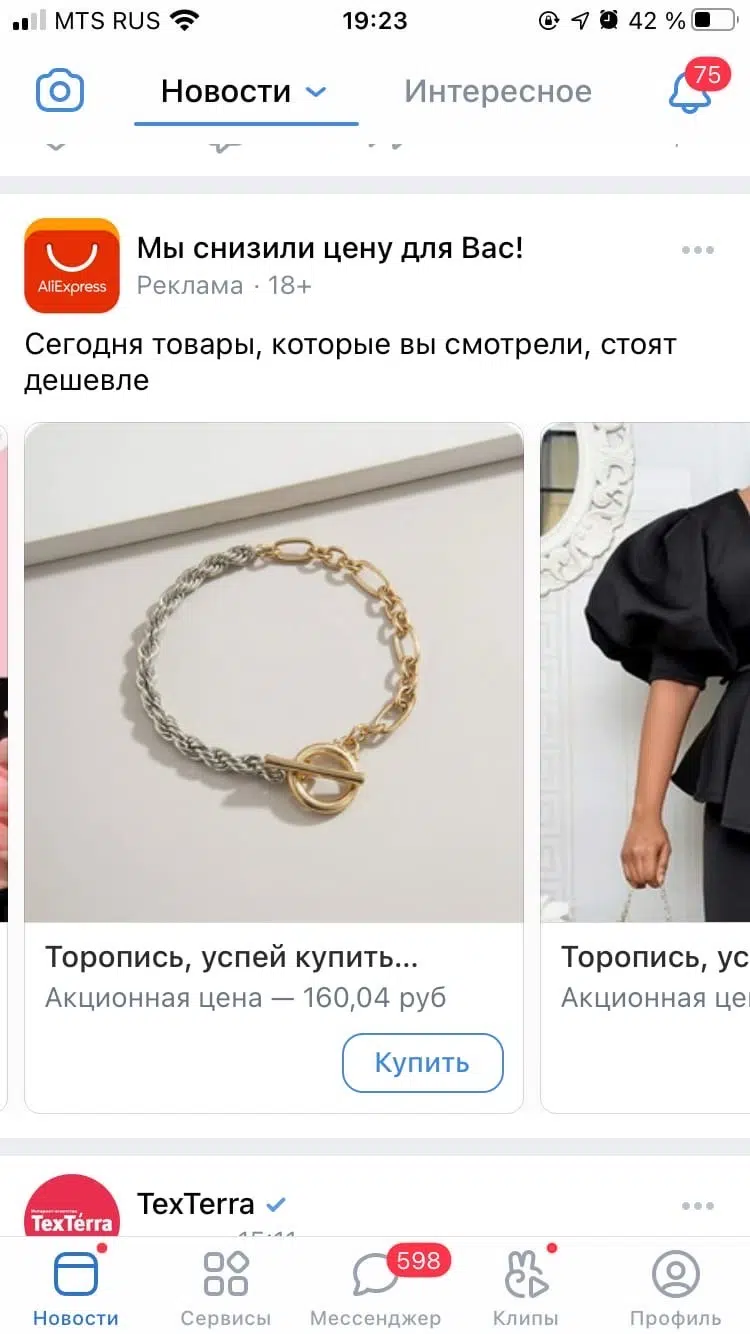 MTS RUS
19:23
42 %
Новости
Интересное
75
AliExpress
Мы снизили цену для Вас!
Реклама · 18+
Сегодня товары, которые вы смотрели, стоят
дешевле
Торопись, успей купить...
Акционная цена — 160,04 руб
Купить
Торопись, ус
Акционная це
TexTerra
TexTerra
15:11
Новости
Сервисы
598
Мессенджер
Клипы
Профиль